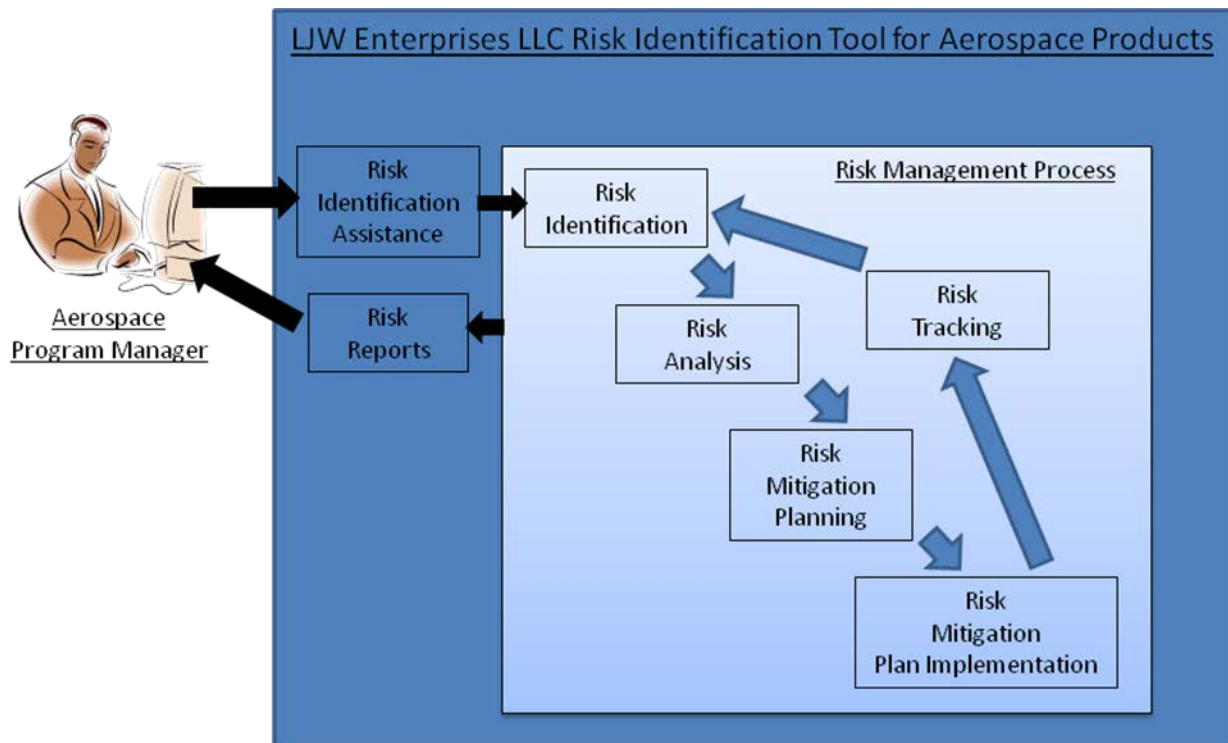 LJW Enterprises LLC Risk Identification Tool for Aerospace Products
Aerospace
Program Manager
Risk
Identification
Assistance
Risk
Reports
Risk Management Process
Risk
Identification
Risk
Analysis
Risk
Mitigation
Planning
Risk
Mitigation
Plan Implementation
Risk
Tracking